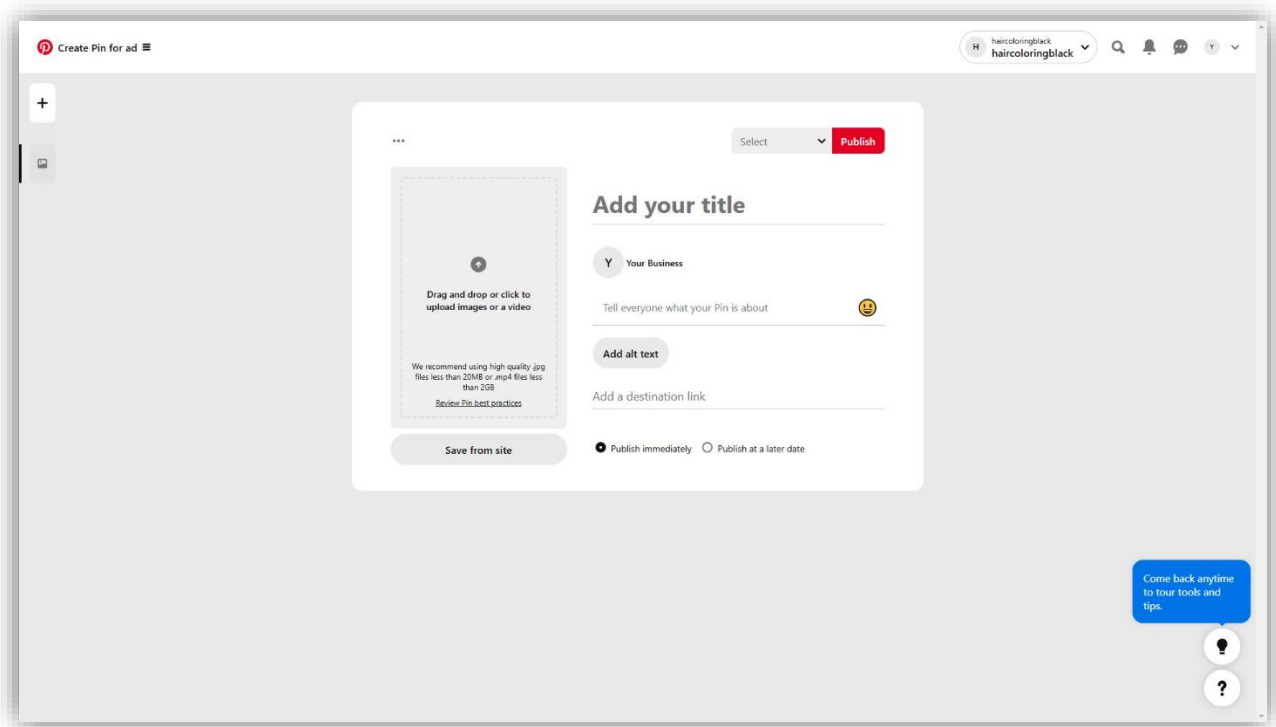 Create Pin for ad
H
haircoloringblack
haircoloringblack
Y
Select
Publish
Add your title
Y
Your Business
Drag and drop or click to
upload images or a video
Tell everyone what your Pin is about
Add alt text
We recommend using high quality .jpg
files less than 20MB or .mp4 files less
than 2GB
Review Pin best practices
Add a destination link
Save from site
Publish immediately
Publish at a later date
Come back anytime
to tour tools and
tips.
?